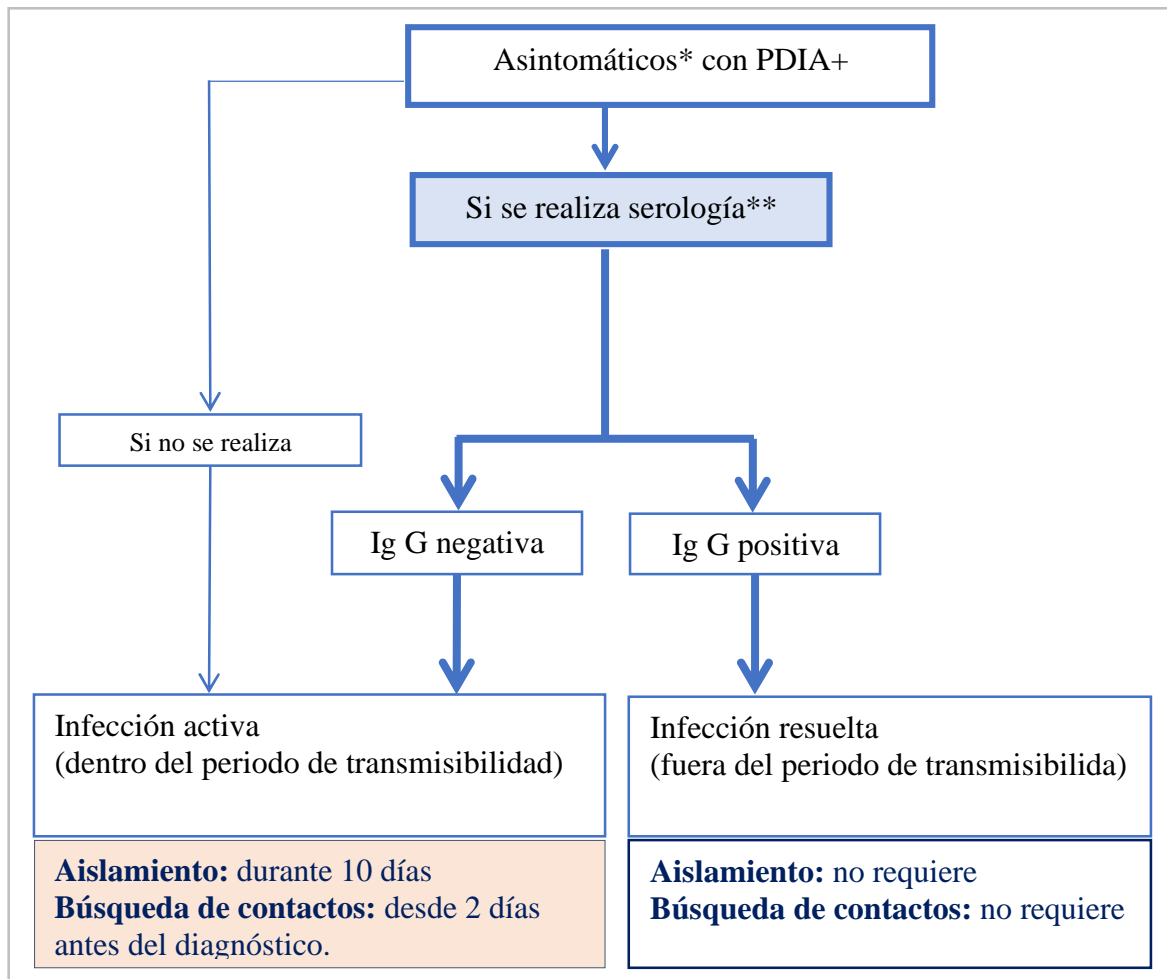 Asintomáticos* con PDIA+
Si se realiza serología**
Si no se realiza
Ig G negativa
Ig G positiva
Infección activa
(dentro del periodo de transmisibilidad)
Aislamiento: durante 10 días
Búsqueda de contactos: desde 2 días
antes del diagnóstico.
Infección resuelta
(fuera del periodo de transmisibilida)
Aislamiento: no requiere
Búsqueda de contactos: no requiere